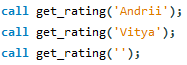 call get_rating('Andrii');
call get_rating('Vitya');
call get_rating('');